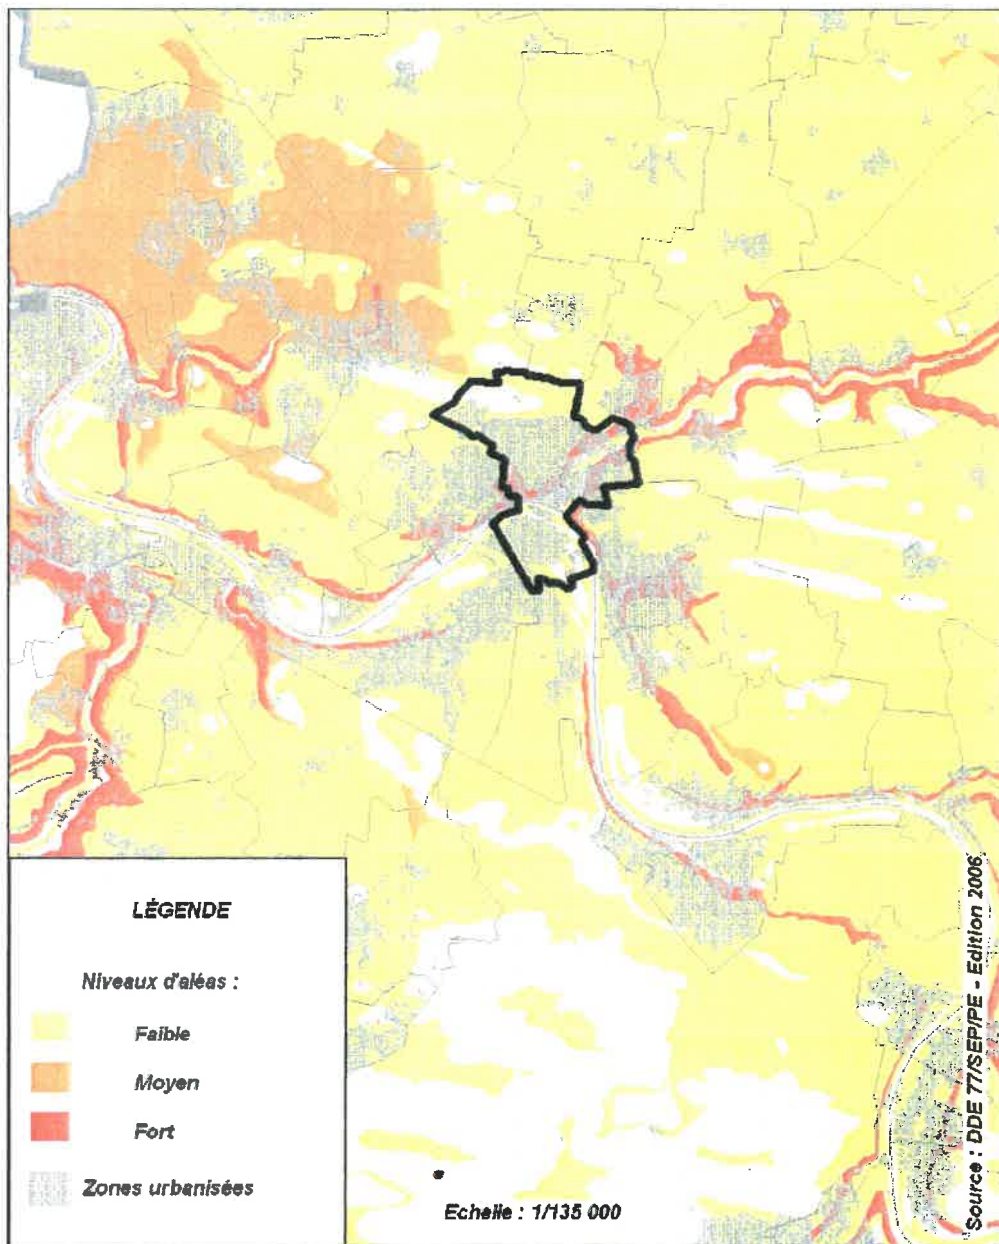 LÉGENDE
Niveaux d'aléas :
Faible
Moyen
Fort
Zones urbanisées
Echelle : 1/135 000
Source : DDE 77/SEP/PE - Edition 2006